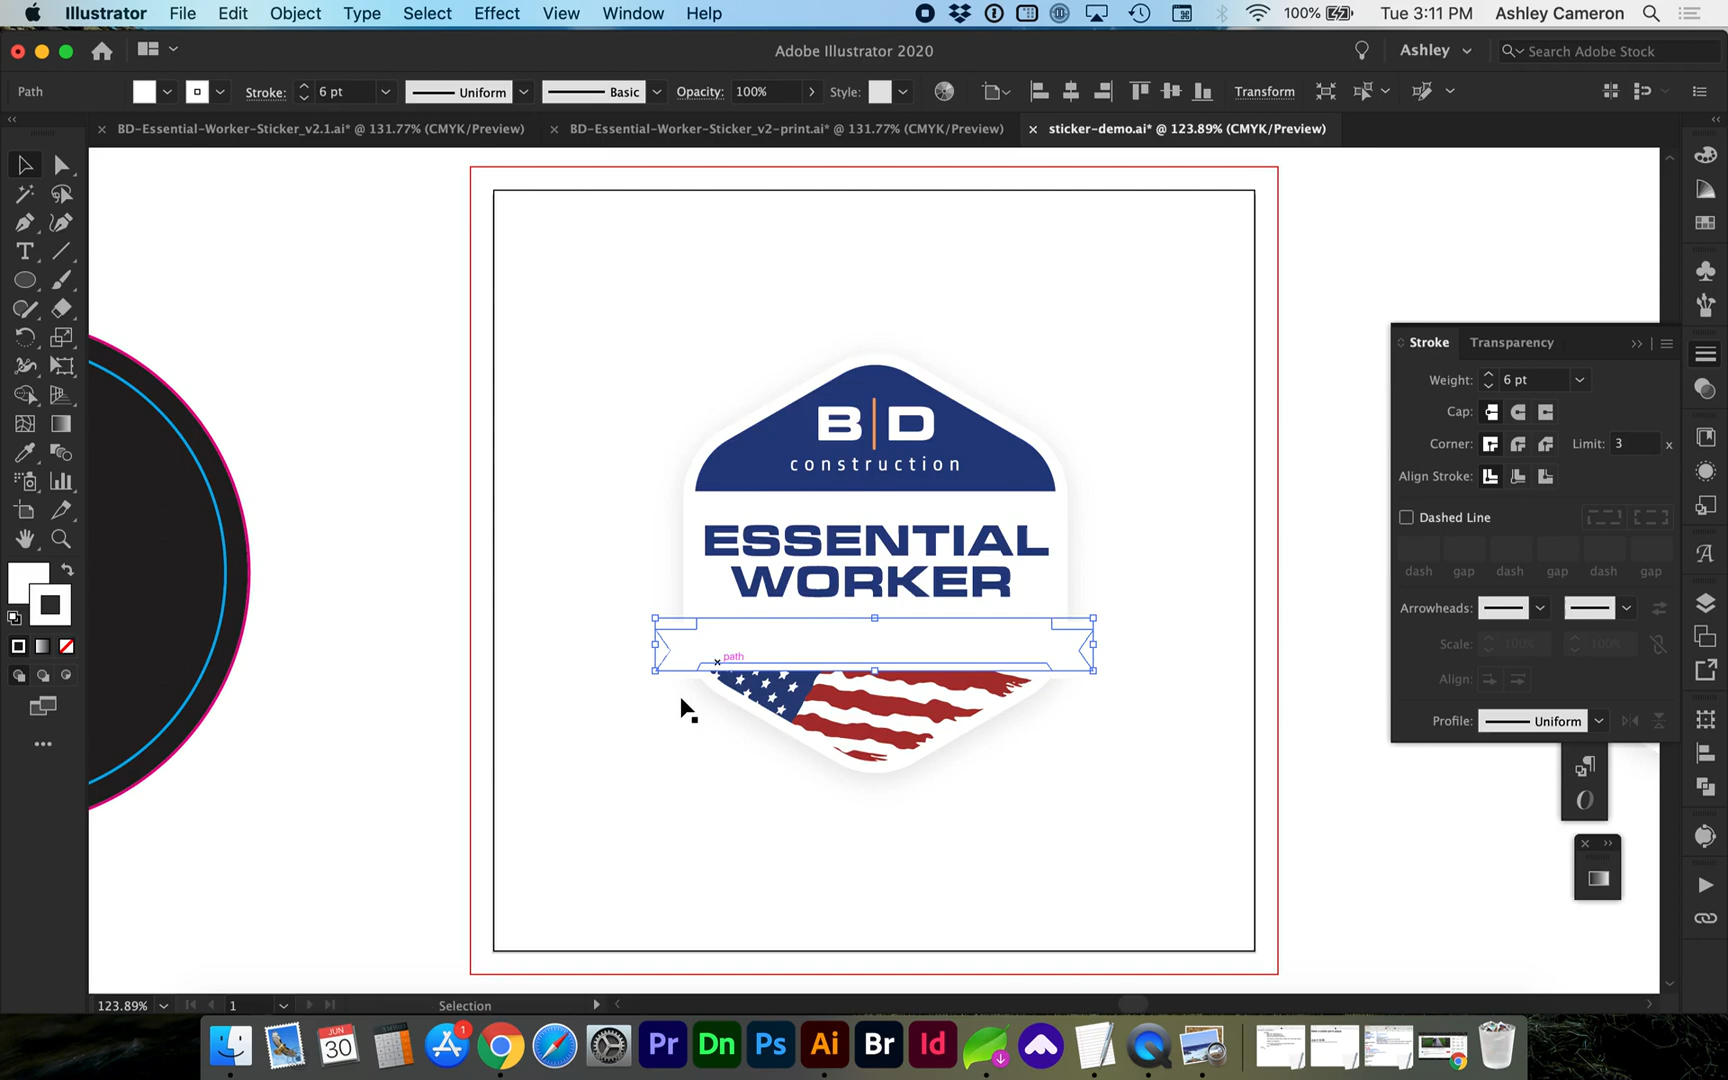 Illustrator File Edit Object Type Select Effect View Window Help 100% Tue 3:11 PM Ashley Cameron
Adobe Illustrator 2020
Ashley
Search Adobe Stock
Path Stroke: 6 pt Uniform Basic Opacity: 100% Style: Transform
BD-Essential-Worker-Sticker_v2.1.ai* @ 131.77% (CMYK/Preview)
BD-Essential-Worker-Sticker_v2-print.ai* @ 131.77% (CMYK/Preview)
sticker-demo.ai* @ 123.89% (CMYK/Preview)
B|D
construction
ESSENTIAL
WORKER
path
Stroke Transparency
Weight: 6 pt
Cap:
Corner: Limit: 3 x
Align Stroke:
Dashed Line
dash gap dash gap dash gap
Arrowheads:
Scale: 100% 100%
Align:
Profile: Uniform
123.89% 1 Selection
JUN
30
1
Pr Dn Ps Ai Br Id